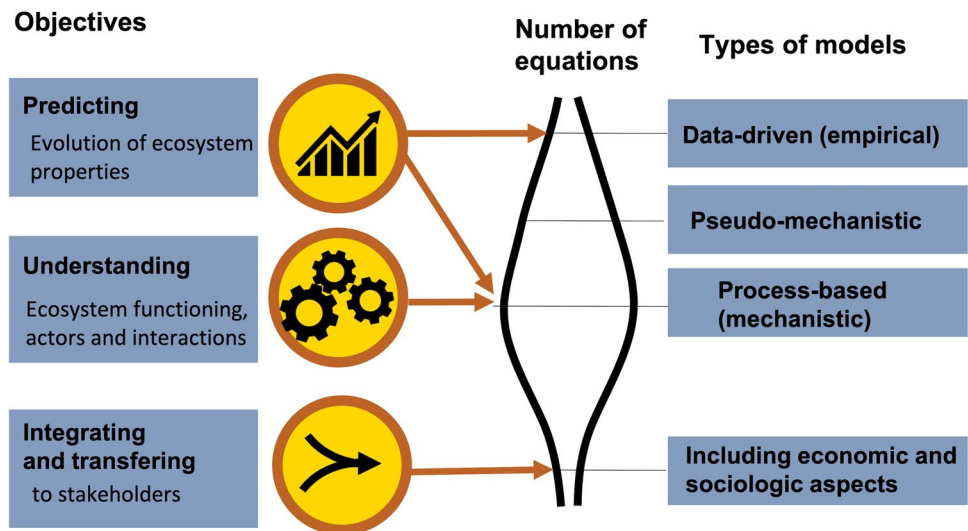 Objectives
Number of
equations
Types of models
Predicting
Evolution of ecosystem
properties
Data-driven (empirical)
Pseudo-mechanistic
Understanding
Ecosystem functioning,
actors and interactions
Process-based
(mechanistic)
Integrating
and transfering
to stakeholders
Including economic and
sociologic aspects